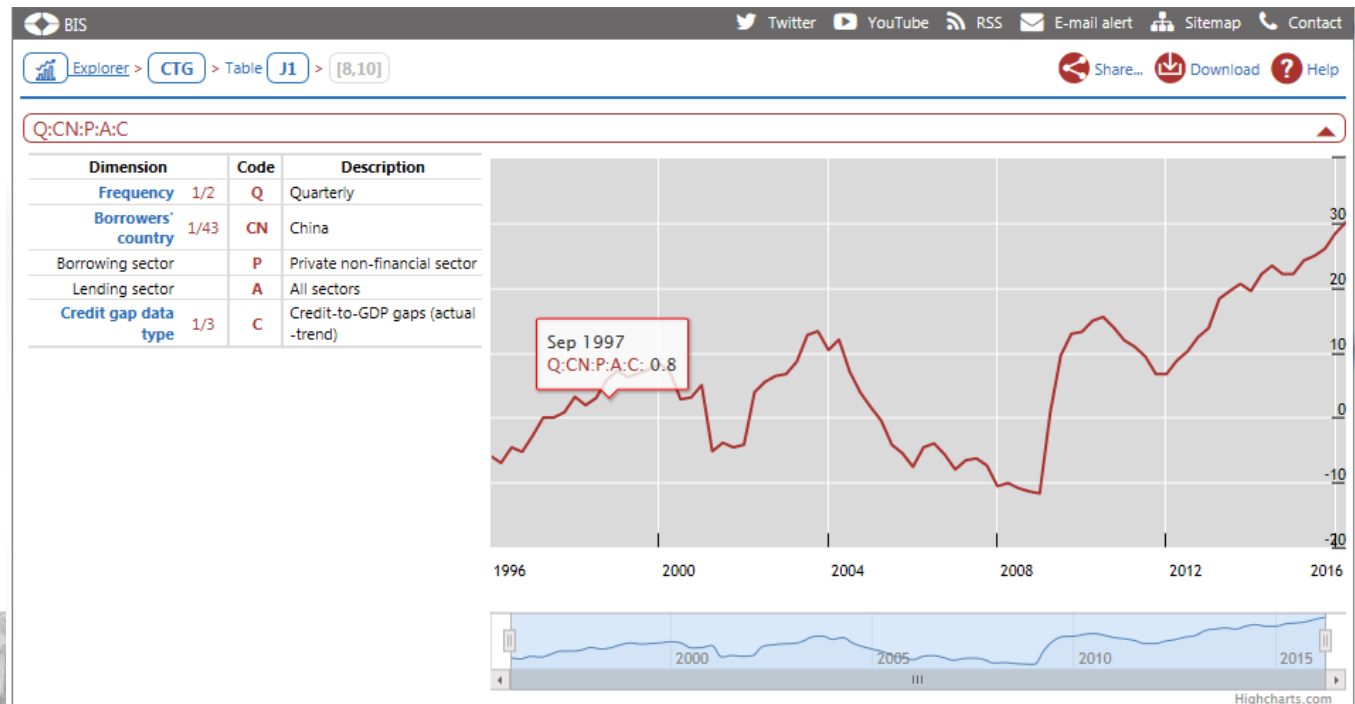 BIS
Twitter YouTube RSS E-mail alert Sitemap Contact
Explorer > CTG > Table J1 > [8,10]
Share... Download ? Help
Q:CN:P:A:C
Dimension Code Description
Frequency 1/2 Q Quarterly
Borrowers'
country 1/43 CN China
Borrowing sector P Private non-financial sector
Lending sector A All sectors
Credit gap data
type 1/3 C Credit-to-GDP gaps (actual
-trend)
30
20
Sep 1997
Q:CN:P:A:C: 0.8
10
0
-10
-20
1996 2000 2004 2008 2012 2016
2000 2005 2010 2015
Highcharts.com